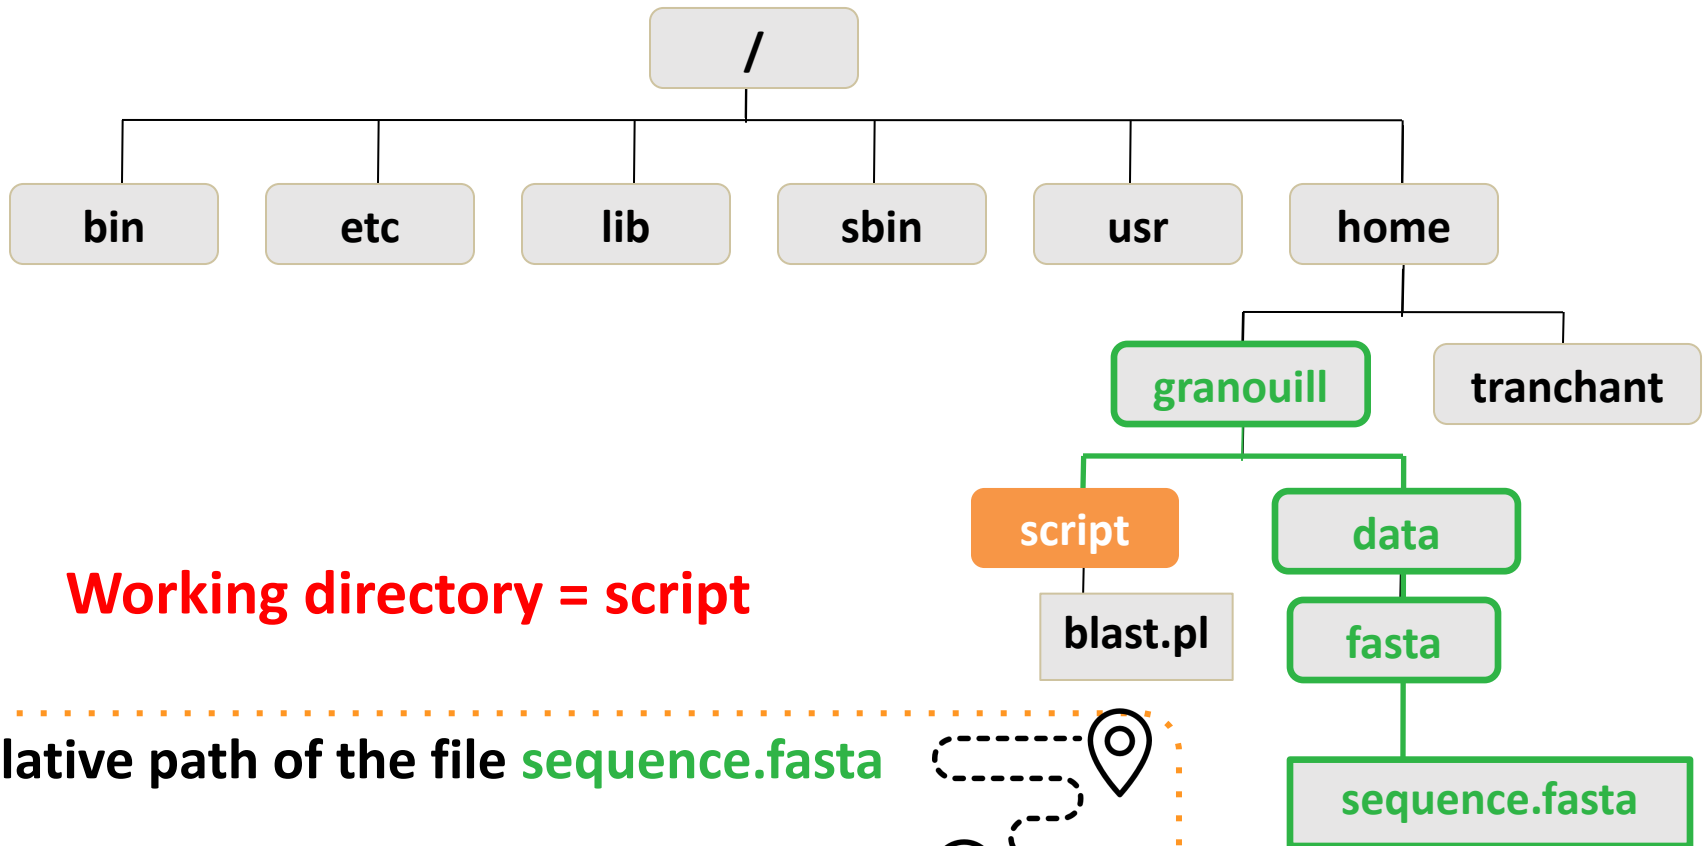 /
bin
etc
lib
sbin
usr
home
granouill
tranchant
script
data
Working directory = script
blast.pl
fasta
lative path of the file sequence.fasta
sequence.fasta